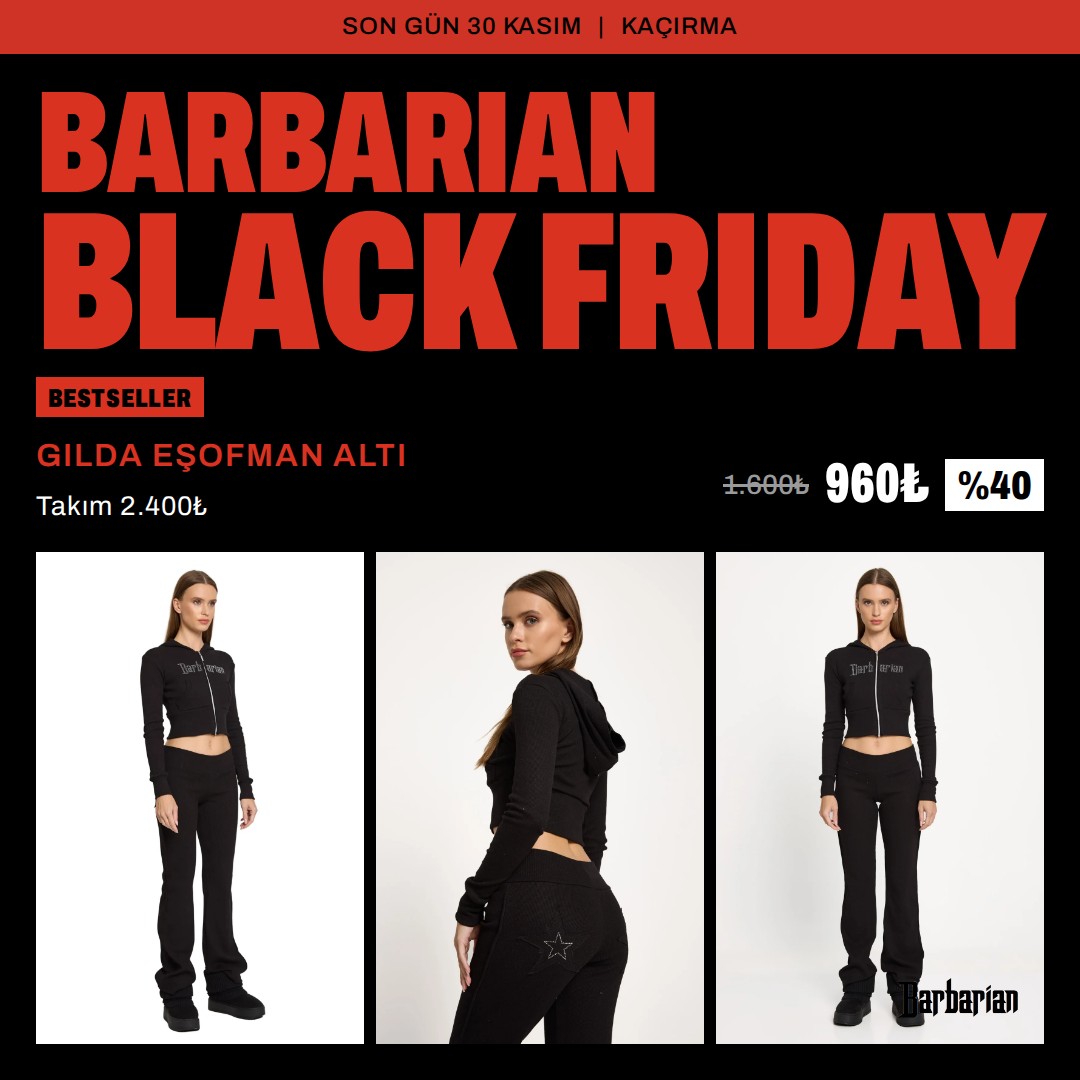 SON GÜN 30 KASIM | KAÇIRMA
BARBARIAN
BLACK FRIDAY
BESTSELLER
GILDA EŞOFMAN ALTI
Takım 2.400₺
1.600₺ 960₺ %40
Barbarian
Barbarian
Barbarian